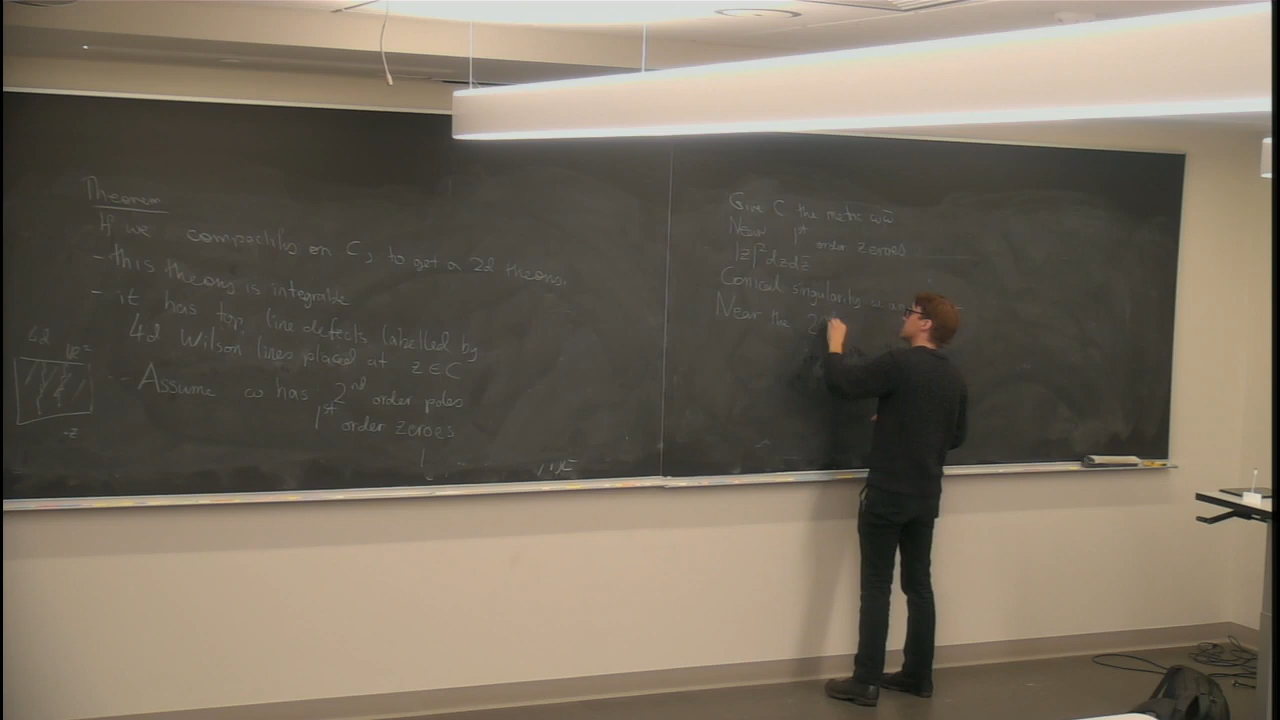 Theorem
If we compactify on C, to get a 2d theory.
- this theory is integrable
- it has top. line defects labelled by
4d Wilson lines placed at z ∈ C
- Assume ω has 2nd order poles
1st order zeroes
z
Give C the metric ωω̄
Near 1st order zeroes
|z|² dz dz̄
Conical singularity w
Near the 2